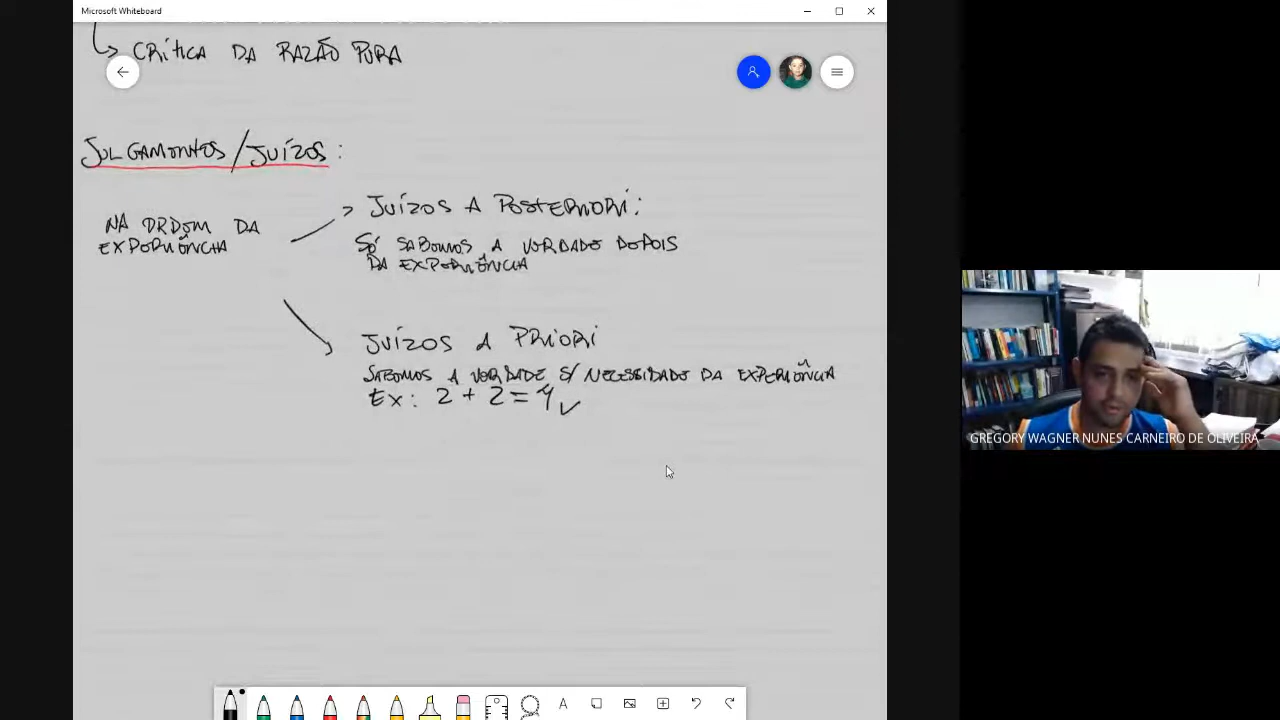 Microsoft Whiteboard
CRÍTICA DA RAZÃO PURA
JULGAMENTOS/JUÍZOS:
NA ORDEM DA
EXPERIÊNCIA
JUÍZOS A POSTERIORI:
SÓ SABEMOS A VERDADE DEPOIS
DA EXPERIÊNCIA
JUÍZOS A PRIORI
SABEMOS A VERDADE S/ NECESSIDADE DA EXPERIÊNCIA
EX: 2 + 2 = 4
GREGORY WAGNER NUNES CARNEIRO DE OLIVEIRA